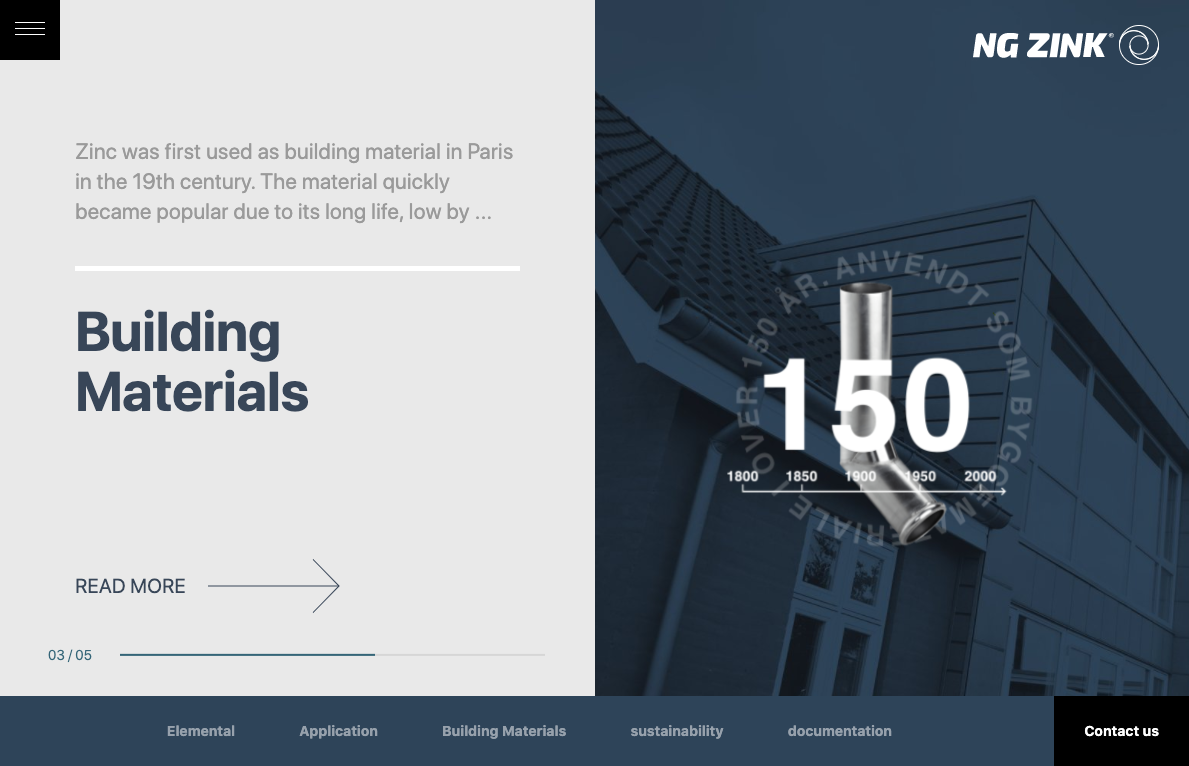 NG ZINK®
Zinc was first used as building material in Paris
in the 19th century. The material quickly
became popular due to its long life, low by ...
Building
Materials
READ MORE
03 / 05
I OVER 150 ÅR. ANVENDT SOM BYGGEMATERIALE
150
1800 1850 1900 1950 2000
Elemental Application Building Materials sustainability documentation Contact us